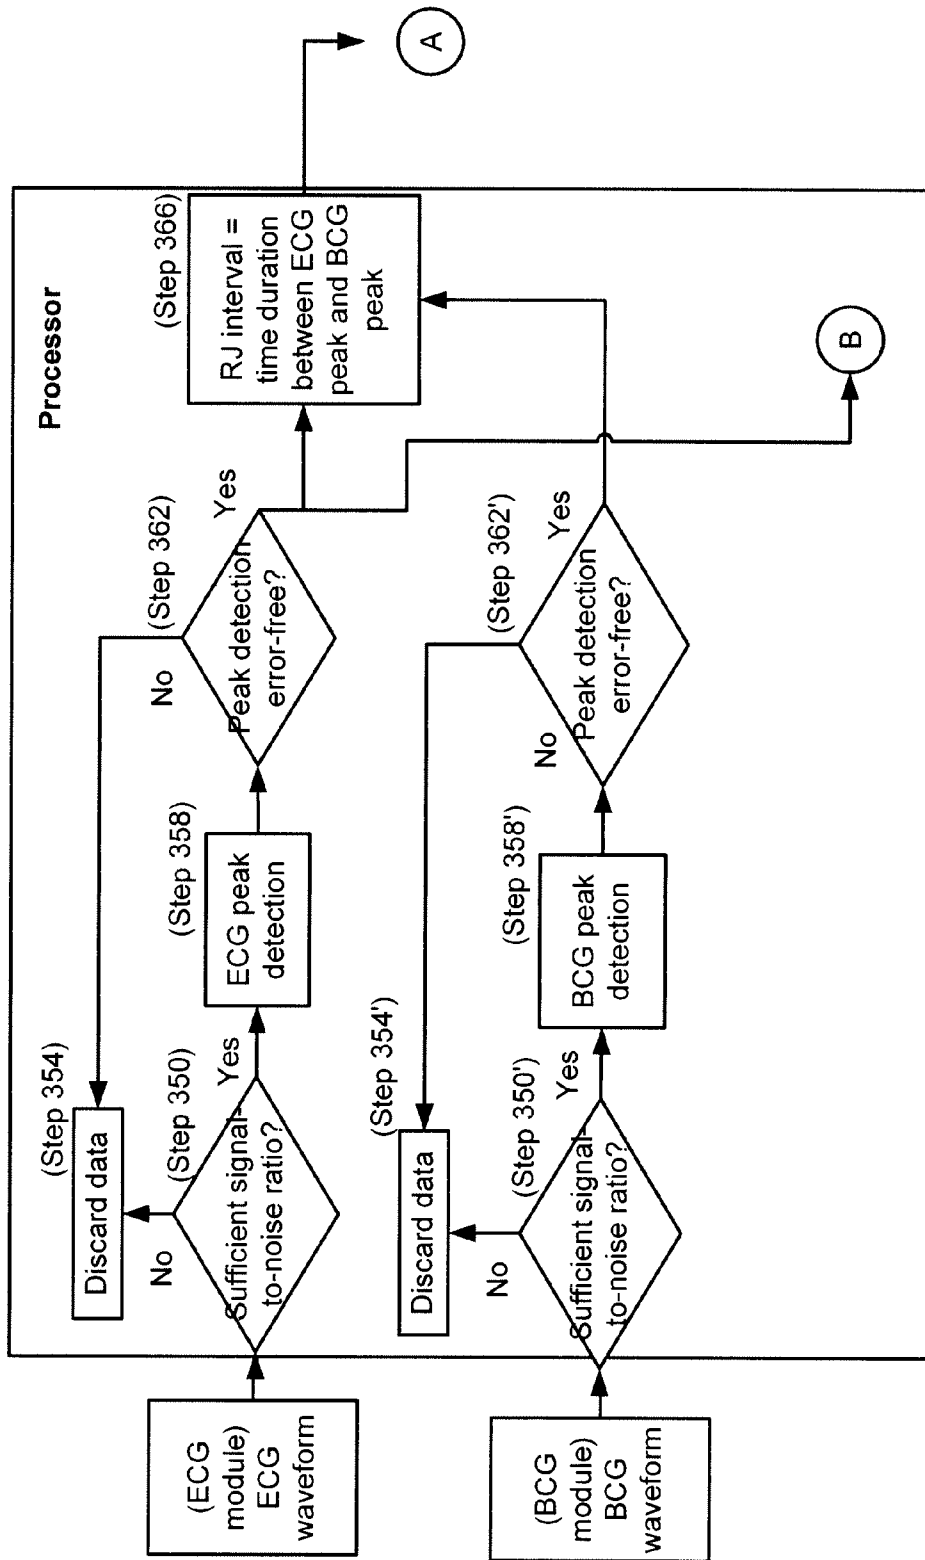 Processor
(ECG
module)
ECG
waveform
(Step 350)
Sufficient signal-
to-noise ratio?
No
Yes
(Step 354)
Discard data
(Step 358)
ECG peak
detection
(Step 362)
Peak detection
error-free?
No
Yes
(Step 366)
RJ interval =
time duration
between ECG
peak and BCG
peak
A
(BCG
module)
BCG
waveform
(Step 350')
Sufficient signal-
to-noise ratio?
No
Yes
(Step 354')
Discard data
(Step 358')
BCG peak
detection
(Step 362')
Peak detection
error-free?
No
Yes
B